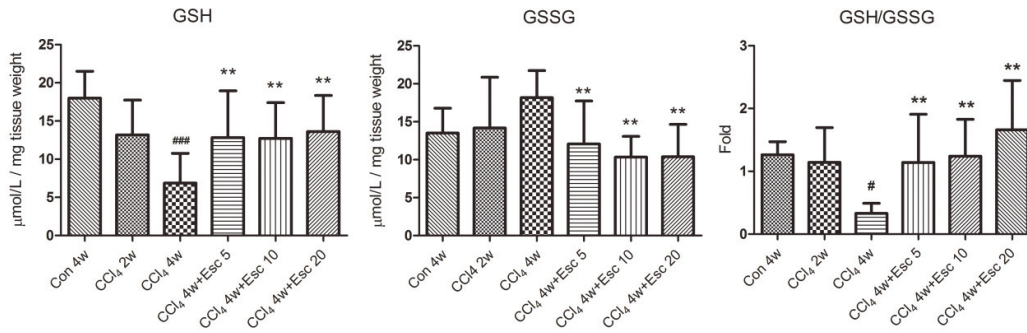 GSH
μmol/L / mg tissue weight
25
20
15
10
5
0
###
**
**
**
Con 4w
CCl₄ 2w
CCl₄ 4w
CCl₄ 4w+Esc 5
CCl₄ 4w+Esc 10
CCl₄ 4w+Esc 20
GSSG
μmol/L / mg tissue weight
25
20
15
10
5
0
**
**
**
Con 4w
CCl4 2w
CCl₄ 4w
CCl₄ 4w+Esc 5
CCl₄ 4w+Esc 10
CCl₄ 4w+Esc 20
GSH/GSSG
Fold
3
2
1
0
#
**
**
**
Con 4w
CCl₄ 2w
CCl₄ 4w
CCl₄ 4w+Esc 5
CCl₄ 4w+Esc 10
CCl₄ 4w+Esc 20